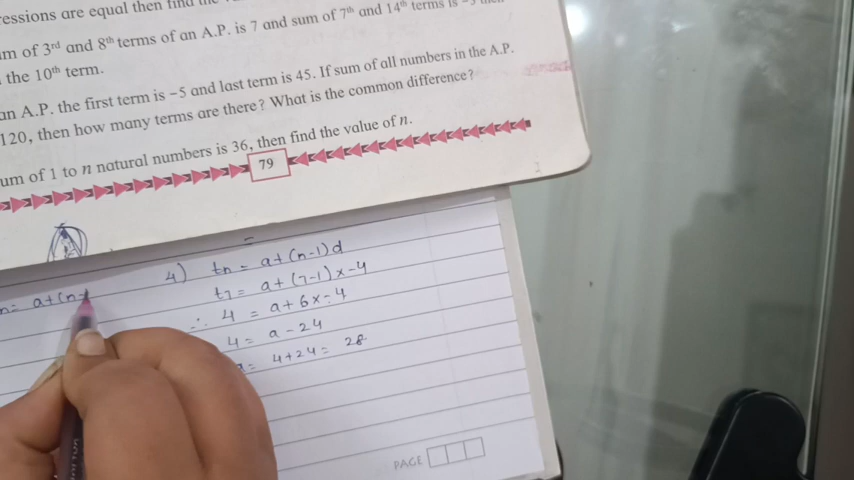 essions are equal then find the
m of 3rd and 8th terms of an A.P. is 7 and sum of 7th and 14th terms is −3
the 10th term.
an A.P. the first term is −5 and last term is 45. If sum of all numbers in the A.P.
120, then how many terms are there? What is the common difference?
um of 1 to n natural numbers is 36, then find the value of n.
79
n = a+(n-
4) tn = a+(n-1)d
t7 = a+(7-1)x-4
∴ 4 = a+6x-4
4 = a-24
4+24 = 28
PAGE